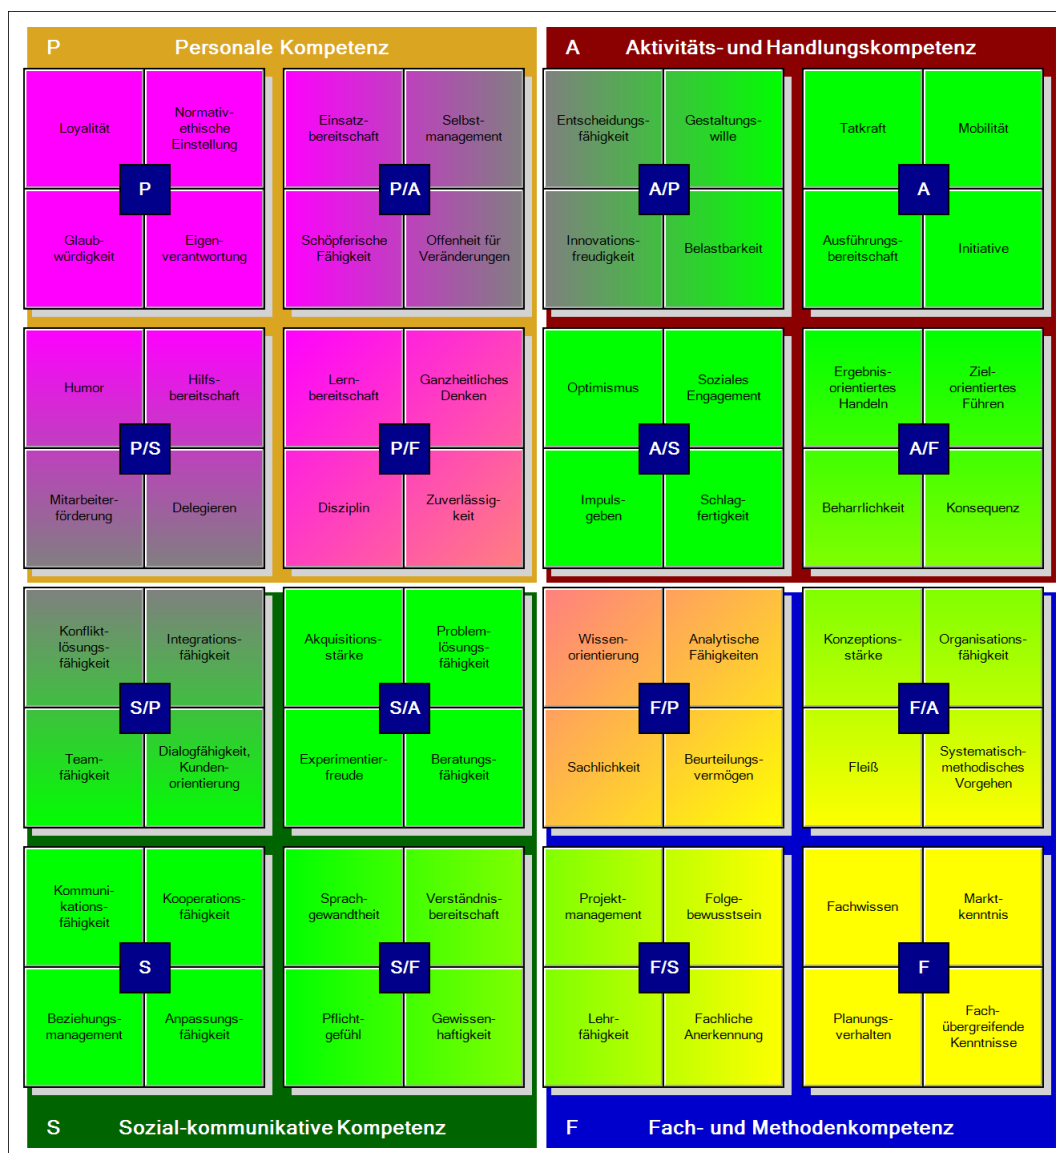 P Personale Kompetenz
A Aktivitäts- und Handlungskompetenz
Loyalität
Normativ-
ethische
Einstellung
P
Glaub-
würdigkeit
Eigen-
verantwortung
Einsatz-
bereitschaft
Selbst-
management
P/A
Schöpferische
Fähigkeit
Offenheit für
Veränderungen
Entscheidungs-
fähigkeit
Gestaltungs-
wille
A/P
Innovations-
freudigkeit
Belastbarkeit
Tatkraft
Mobilität
A
Ausführungs-
bereitschaft
Initiative
Humor
Hilfs-
bereitschaft
P/S
Mitarbeiter-
förderung
Delegieren
Lern-
bereitschaft
Ganzheitliches
Denken
P/F
Disziplin
Zuverlässig-
keit
Optimismus
Soziales
Engagement
A/S
Impuls-
geben
Schlag-
fertigkeit
Ergebnis-
orientiertes
Handeln
Ziel-
orientiertes
Führen
A/F
Beharrlichkeit
Konsequenz
Konflikt-
lösungs-
fähigkeit
Integrations-
fähigkeit
S/P
Team-
fähigkeit
Dialogfähigkeit,
Kunden-
orientierung
Akquisitions-
stärke
Problem-
lösungs-
fähigkeit
S/A
Experimentier-
freude
Beratungs-
fähigkeit
Wissen-
orientierung
Analytische
Fähigkeiten
F/P
Sachlichkeit
Beurteilungs-
vermögen
Konzeptions-
stärke
Organisations-
fähigkeit
F/A
Fleiß
Systematisch-
methodisches
Vorgehen
Kommuni-
kations-
fähigkeit
Kooperations-
fähigkeit
S
Beziehungs-
management
Anpassungs-
fähigkeit
Sprach-
gewandtheit
Verständnis-
bereitschaft
S/F
Pflicht-
gefühl
Gewissen-
haftigkeit
Projekt-
management
Folge-
bewusstsein
F/S
Lehr-
fähigkeit
Fachliche
Anerkennung
Fachwissen
Markt-
kenntnis
F
Planungs-
verhalten
Fach-
übergreifende
Kenntnisse
S Sozial-kommunikative Kompetenz
F Fach- und Methodenkompetenz